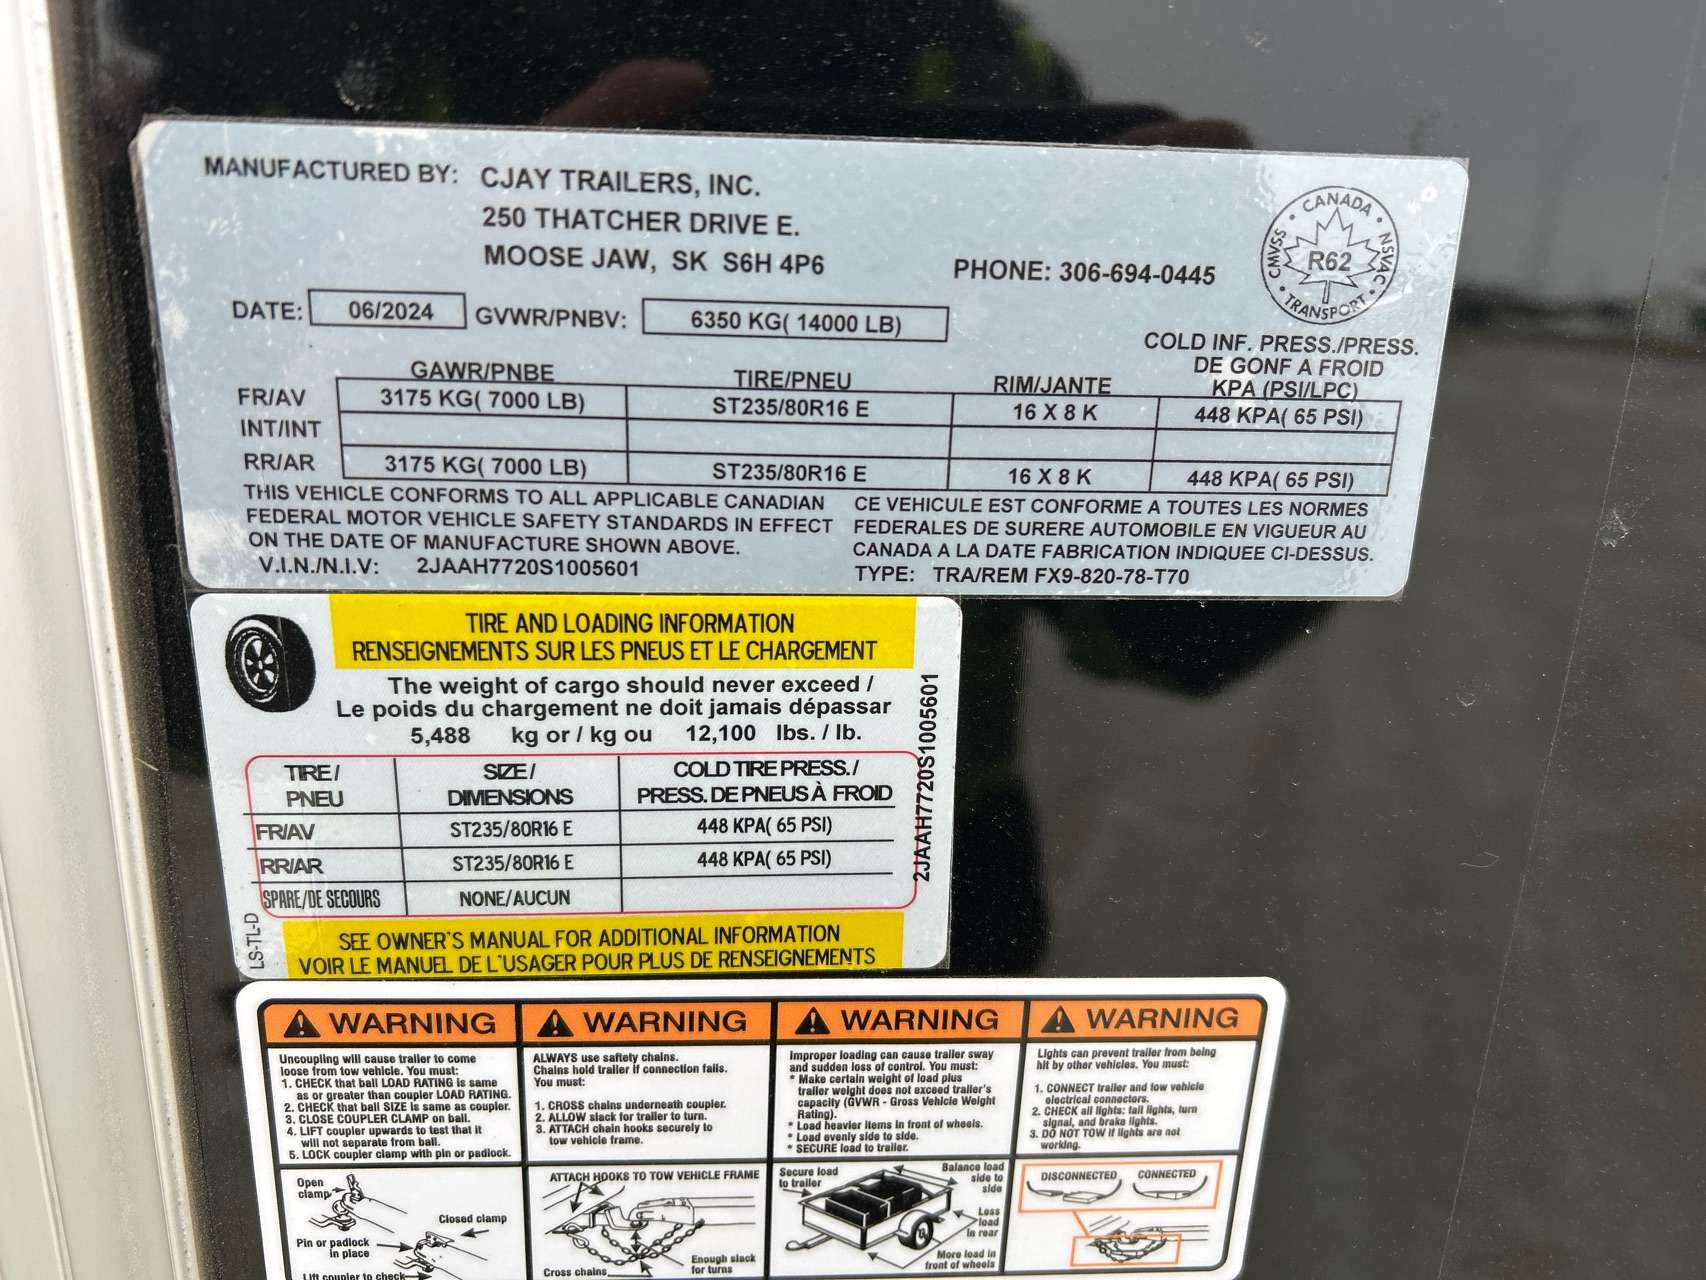 MANUFACTURED BY: CJAY TRAILERS, INC.
250 THATCHER DRIVE E.
MOOSE JAW, SK S6H 4P6
PHONE: 306-694-0445
CANADA
CMVSS R62 NSVAC
TRANSPORT
DATE: 06/2024 GVWR/PNBV: 6350 KG( 14000 LB)
COLD INF. PRESS./PRESS.
DE GONF A FROID
GAWR/PNBE TIRE/PNEU RIM/JANTE KPA (PSI/LPC)
FR/AV 3175 KG( 7000 LB) ST235/80R16 E 16 X 8 K 448 KPA( 65 PSI)
INT/INT
RR/AR 3175 KG( 7000 LB) ST235/80R16 E 16 X 8 K 448 KPA( 65 PSI)
THIS VEHICLE CONFORMS TO ALL APPLICABLE CANADIAN
FEDERAL MOTOR VEHICLE SAFETY STANDARDS IN EFFECT
ON THE DATE OF MANUFACTURE SHOWN ABOVE.
V.I.N./N.I.V: 2JAAH7720S1005601
CE VEHICULE EST CONFORME A TOUTES LES NORMES
FEDERALES DE SURERE AUTOMOBILE EN VIGUEUR AU
CANADA A LA DATE FABRICATION INDIQUEE CI-DESSUS.
TYPE: TRA/REM FX9-820-78-T70
TIRE AND LOADING INFORMATION
RENSEIGNEMENTS SUR LES PNEUS ET LE CHARGEMENT
The weight of cargo should never exceed /
Le poids du chargement ne doit jamais dépassar
5,488 kg or / kg ou 12,100 lbs. / lb.
TIRE / SIZE / COLD TIRE PRESS. /
PNEU DIMENSIONS PRESS. DE PNEUS À FROID
FR/AV ST235/80R16 E 448 KPA( 65 PSI)
RR/AR ST235/80R16 E 448 KPA( 65 PSI)
SPARE/DE SECOURS NONE/AUCUN
2JAAH7720S1005601
LS-TL-D
SEE OWNER'S MANUAL FOR ADDITIONAL INFORMATION
VOIR LE MANUEL DE L'USAGER POUR PLUS DE RENSEIGNEMENTS
WARNING
Uncoupling will cause trailer to come
loose from tow vehicle. You must:
1. CHECK that ball LOAD RATING is same
as or greater than coupler LOAD RATING.
2. CHECK that ball SIZE is same as coupler.
3. CLOSE COUPLER CLAMP on ball.
4. LIFT coupler upwards to test that it
will not separate from ball.
5. LOCK coupler clamp with pin or padlock.
Open
clamp
Closed clamp
Pin or padlock
in place
Lift coupler to check
WARNING
ALWAYS use saftety chains.
Chains hold trailer if connection fails.
You must:
1. CROSS chains underneath coupler.
2. ALLOW slack for trailer to turn.
3. ATTACH chain hooks securely to
tow vehicle frame.
ATTACH HOOKS TO TOW VEHICLE FRAME
Enough slack
for turns
Cross chains
WARNING
Improper loading can cause trailer sway
and sudden loss of control. You must:
* Make certain weight of load plus
trailer weight does not exceed trailer's
capacity (GVWR - Gross Vehicle Weight
Rating).
* Load heavier items in front of wheels.
* Load evenly side to side.
* SECURE load to trailer.
Secure load
to trailer
Balance load
side to
side
Less
load
in rear
More load in
front of wheels
WARNING
Lights can prevent trailer from being
hit by other vehicles. You must:
1. CONNECT trailer and tow vehicle
electrical connectors.
2. CHECK all lights: tail lights, turn
signal, and brake lights.
3. DO NOT TOW if lights are not
working.
DISCONNECTED CONNECTED